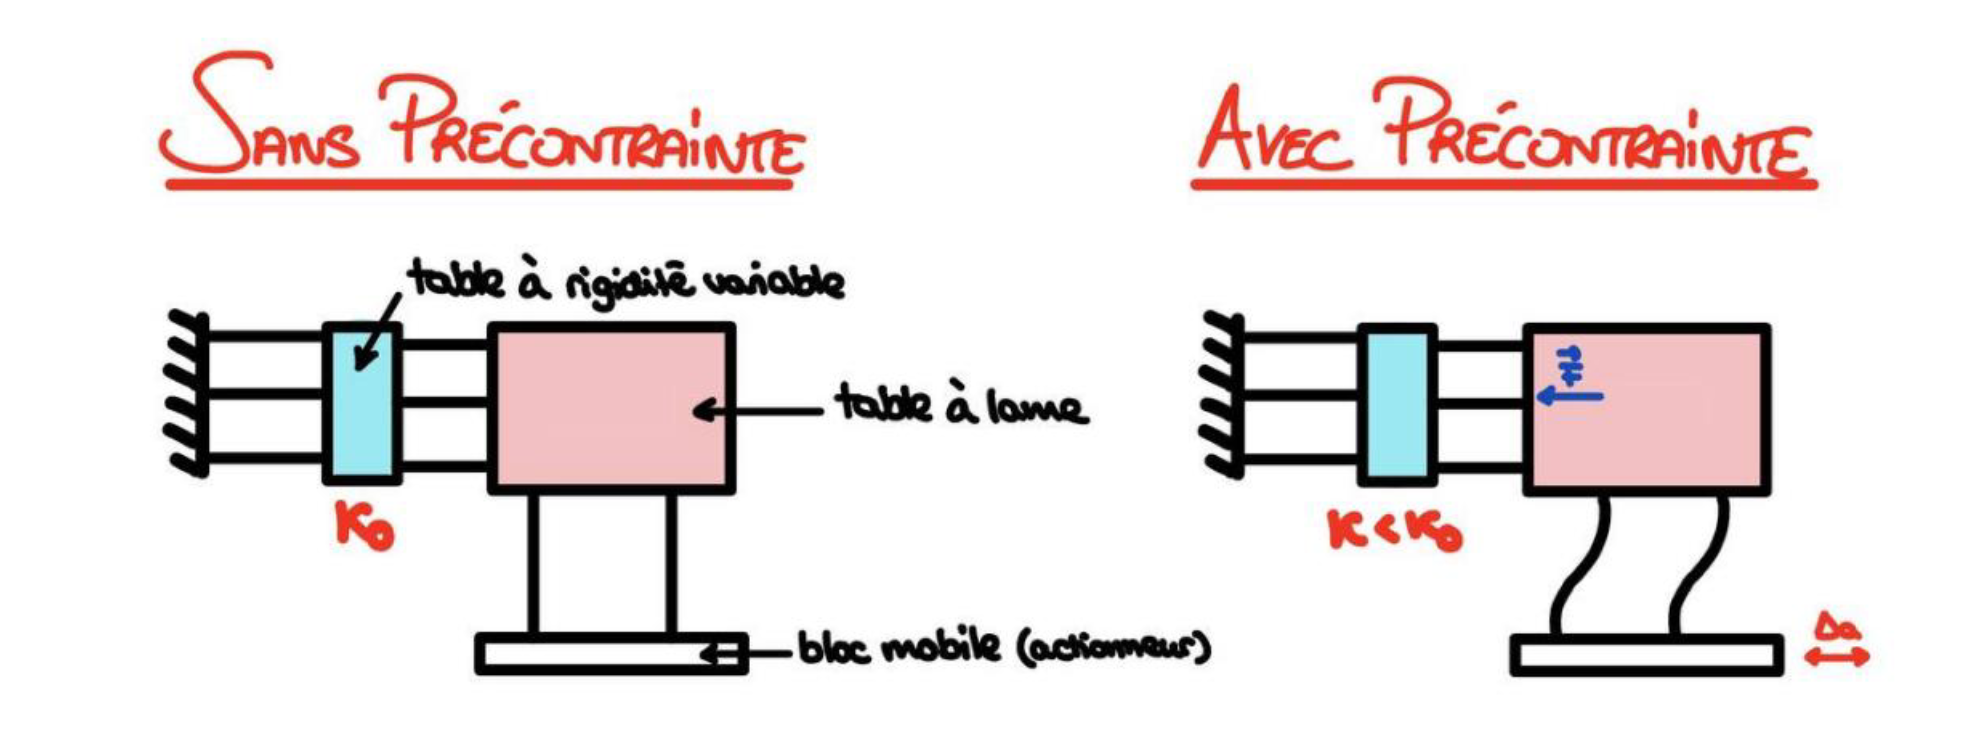 SANS PRÉCONTRAINTE
AVEC PRÉCONTRAINTE
table à rigidité variable
F
table à lame
K₀
K < K₀
Δa
bloc mobile (actionneur)